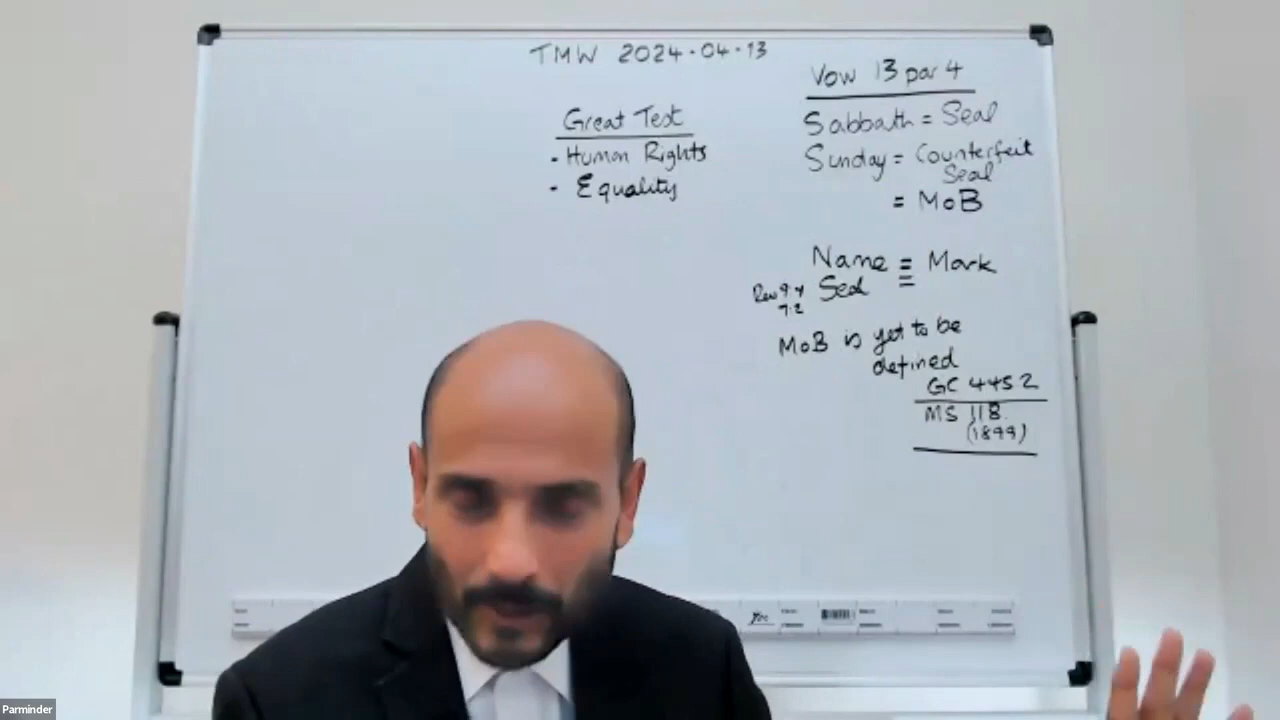 TMW 2024.04.13
Great Test
• Human Rights
• Equality
Vow 13 par 4
Sabbath = Seal
Sunday = Counterfeit
Seal
= MoB
Name ≡ Mark
Rev 9 4 Seal
7:2
MoB is yet to be
defined
GC 445 2
MS 118.
(1899)
Parminder